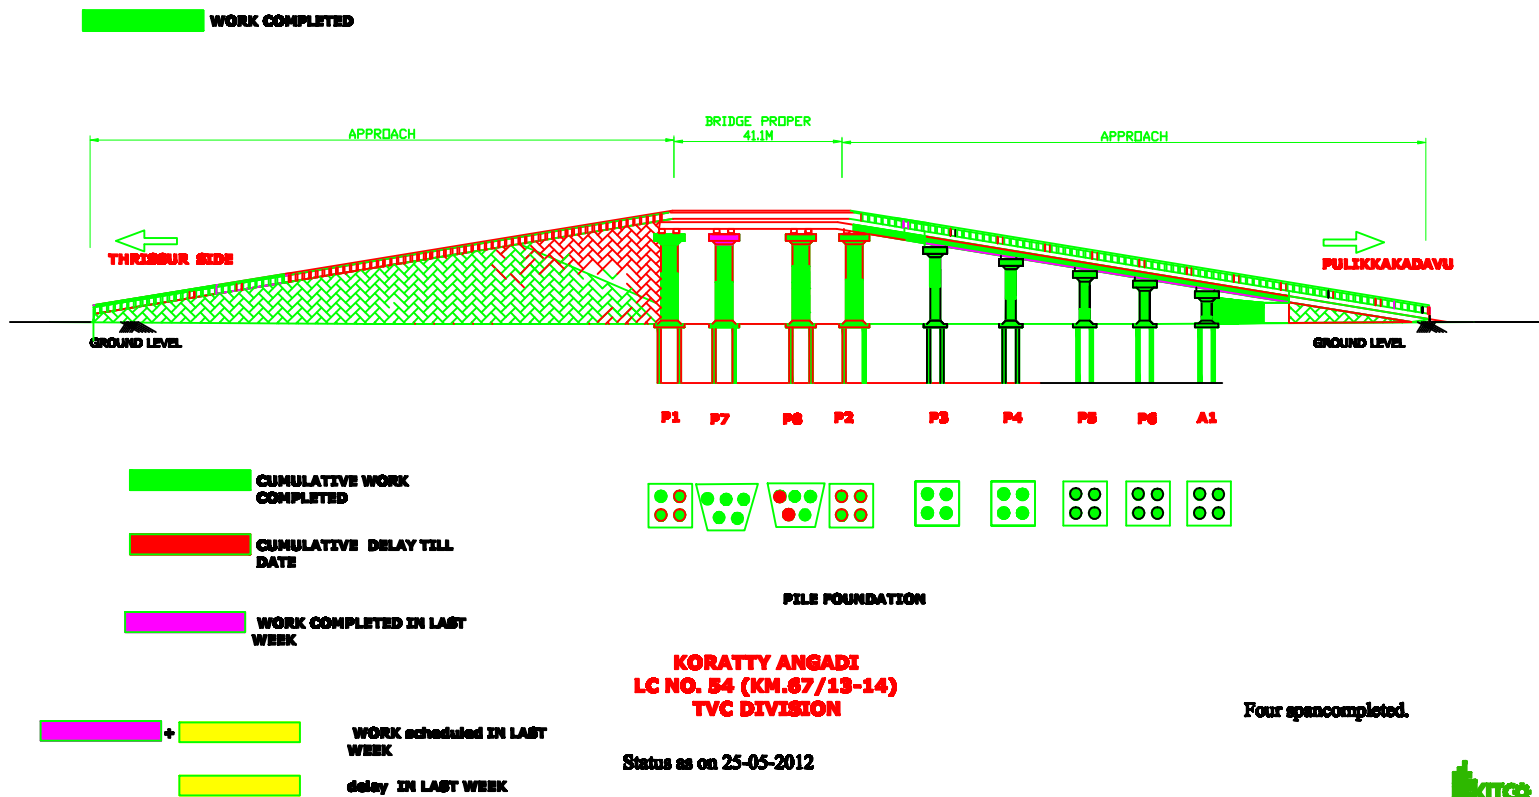 WORK COMPLETED
BRIDGE PROPER
APPROACH
41.1M
APPROACH
THRISSUR SIDE
PULIKKAKADAVU
GROUND LEVEL
GROUND LEVEL
P1 P7 P8 P2 P3 P4 P5 P6 A1
CUMULATIVE WORK
COMPLETED
CUMULATIVE DELAY TILL
DATE
PILE FOUNDATION
WORK COMPLETED IN LAST
WEEK
KORATTY ANGADI
LC NO. 54 (KM.67/13-14)
TVC DIVISION
Four spancompleted.
+ WORK scheduled IN LAST
WEEK
Status as on 25-05-2012
delay IN LAST WEEK
KITCO